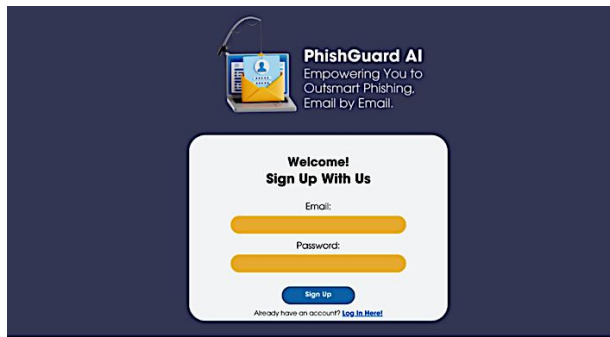 PhishGuard AI
Empowering You to
Outsmart Phishing,
Email by Email.
Welcome!
Sign Up With Us
Email:
Password:
Sign Up
Already have an account? Log In Here!